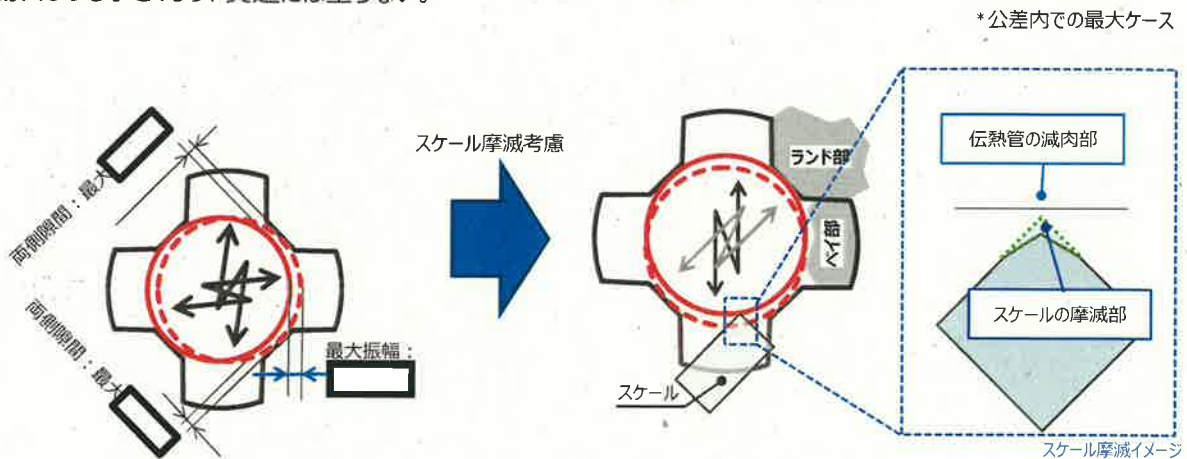 *公差内での最大ケース
両側隙間：最大
両側隙間：最大
最大振幅：
スケール摩滅考慮
ランド部
ヘイン部
スケール
伝熱管の減肉部
スケールの摩滅部
スケール摩滅イメージ